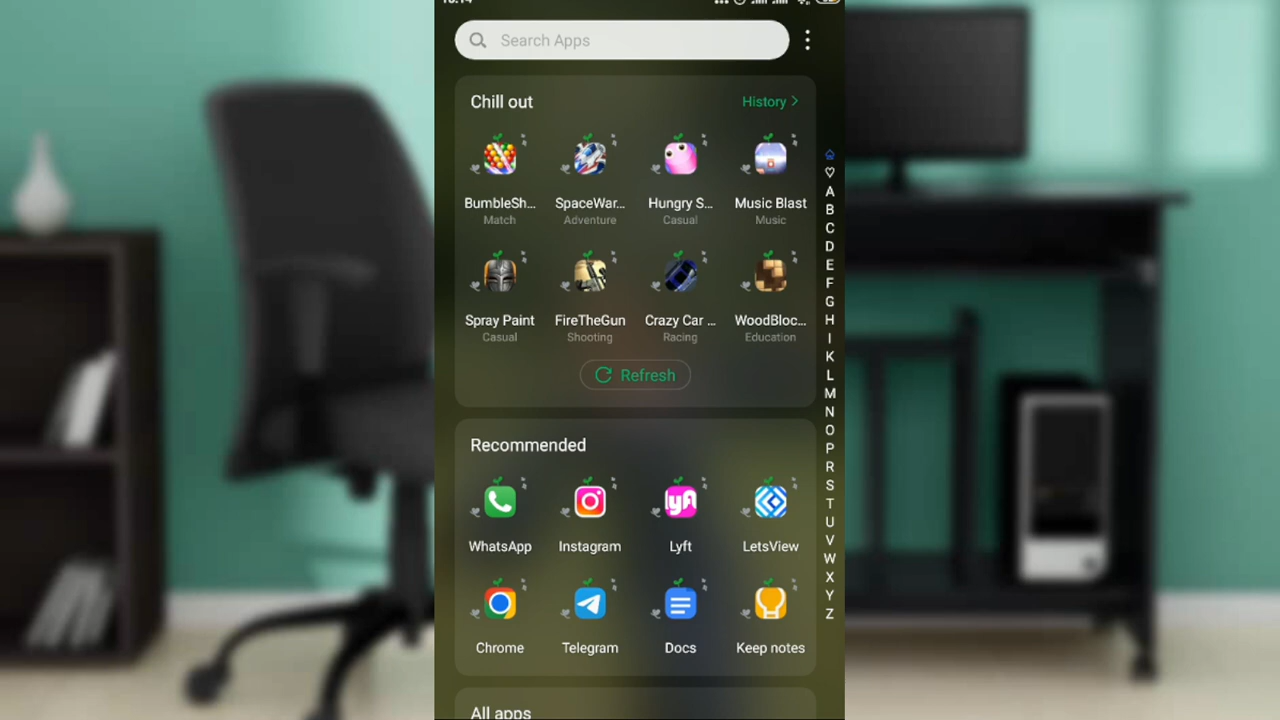 Search Apps
Chill out
History >
BumbleSh... SpaceWar... Hungry S... Music Blast
Match Adventure Casual Music
Spray Paint FireTheGun Crazy Car ... WoodBloc...
Casual Shooting Racing Education
Refresh
Recommended
WhatsApp Instagram Lyft LetsView
Chrome Telegram Docs Keep notes
All apps
A
B
C
D
E
F
G
H
I
K
L
M
N
O
P
R
S
T
U
V
W
X
Y
Z